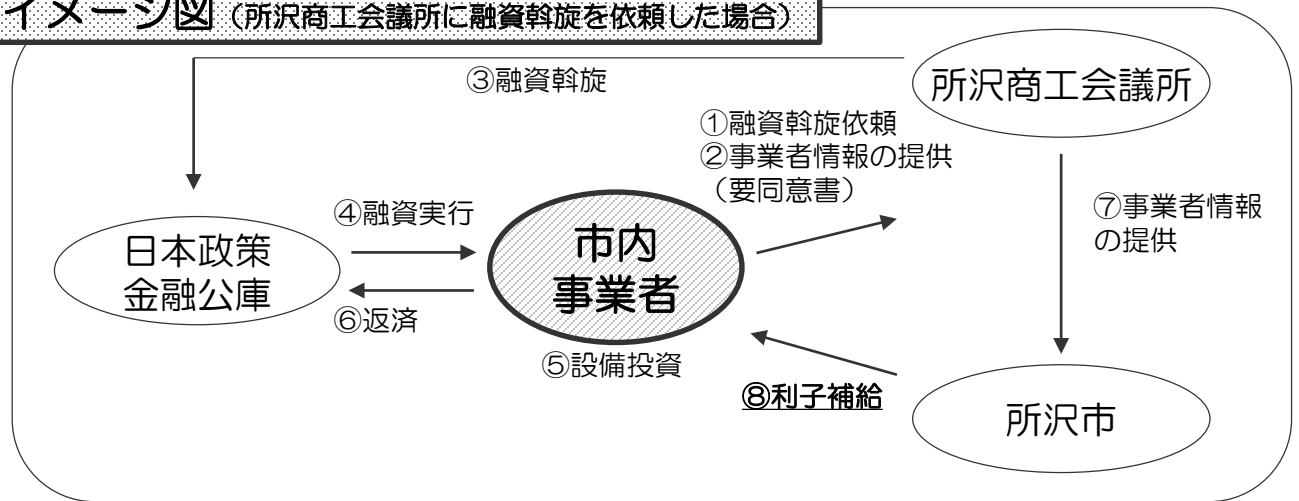 イメージ図（所沢商工会議所に融資斡旋を依頼した場合）
③融資斡旋
所沢商工会議所
①融資斡旋依頼
②事業者情報の提供
（要同意書）
④融資実行
日本政策
金融公庫
市内
事業者
⑦事業者情報
の提供
⑥返済
⑤設備投資
⑧利子補給
所沢市